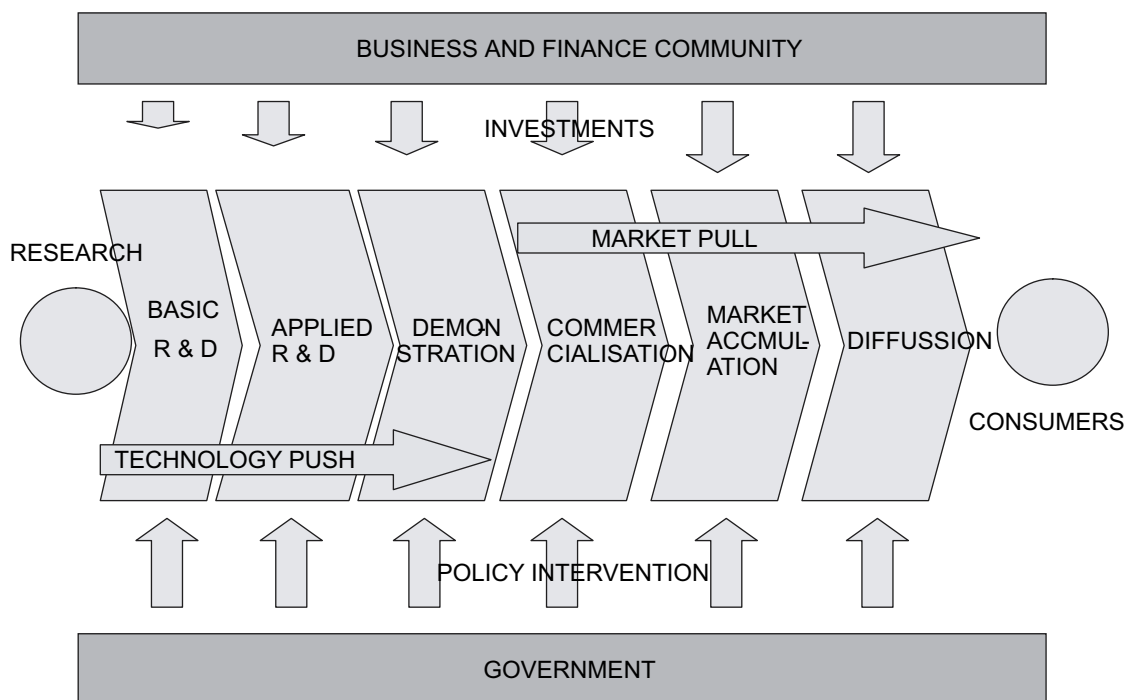 BUSINESS AND FINANCE COMMUNITY
INVESTMENTS
MARKET PULL
RESEARCH
BASIC
R & D
APPLIED
R & D
DEMON-
STRATION
COMMER
CIALISATION
MARKET
ACCMUL-
ATION
DIFFUSSION
CONSUMERS
TECHNOLOGY PUSH
POLICY INTERVENTION
GOVERNMENT